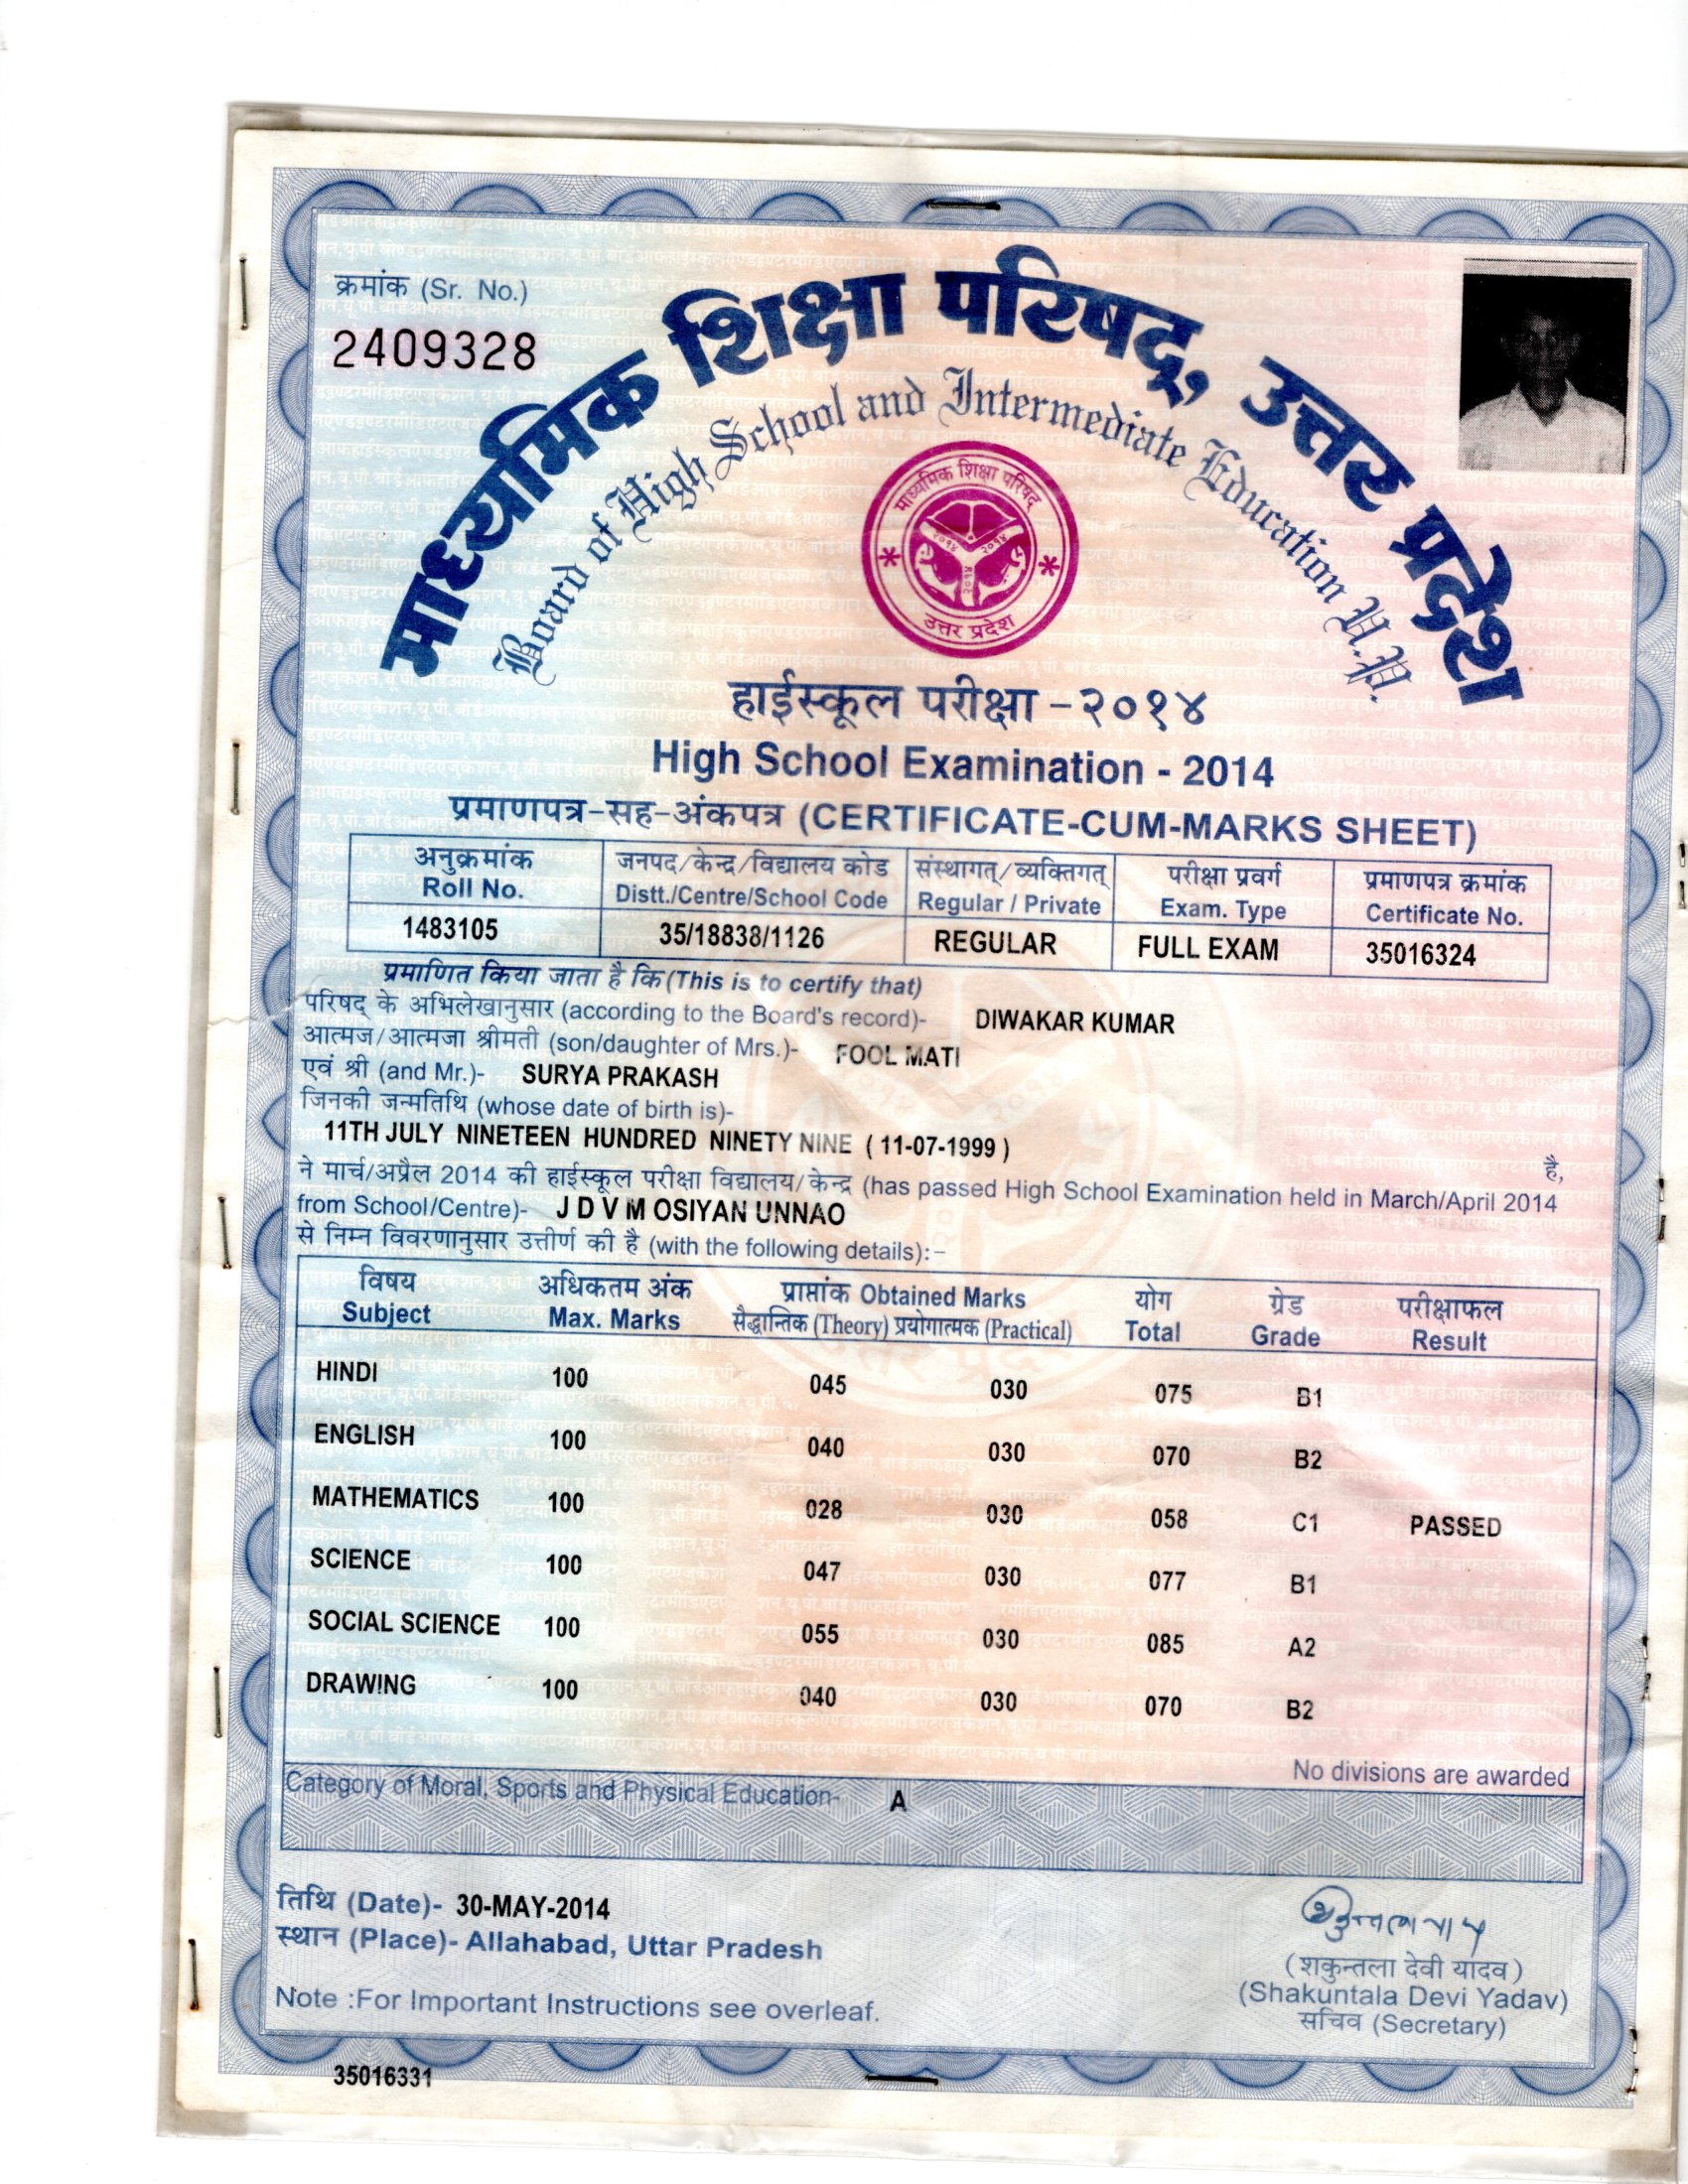 क्रमांक (Sr. No.)
2409328
माध्यमिक शिक्षा परिषद्, उत्तर प्रदेश
Board of High School and Intermediate Education U.P.
माध्यमिक शिक्षा परिषद
२०१४ २०१४
२०१४
उत्तर प्रदेश
हाईस्कूल परीक्षा - २०१४
High School Examination - 2014
प्रमाणपत्र-सह-अंकपत्र (CERTIFICATE-CUM-MARKS SHEET)
अनुक्रमांक जनपद/केन्द्र/विद्यालय कोड संस्थागत्/व्यक्तिगत् परीक्षा प्रवर्ग प्रमाणपत्र क्रमांक
Roll No. Distt./Centre/School Code Regular / Private Exam. Type Certificate No.
1483105 35/18838/1126 REGULAR FULL EXAM 35016324
प्रमाणित किया जाता है कि (This is to certify that)
परिषद् के अभिलेखानुसार (according to the Board's record)- DIWAKAR KUMAR
आत्मज/आत्मजा श्रीमती (son/daughter of Mrs.)- FOOL MATI
एवं श्री (and Mr.)- SURYA PRAKASH
जिनकी जन्मतिथि (whose date of birth is)-
11TH JULY NINETEEN HUNDRED NINETY NINE ( 11-07-1999 ) है,
ने मार्च/अप्रैल 2014 की हाईस्कूल परीक्षा विद्यालय/केन्द्र (has passed High School Examination held in March/April 2014
from School/Centre)- J D V M OSIYAN UNNAO
से निम्न विवरणानुसार उत्तीर्ण की है (with the following details):-
विषय अधिकतम अंक प्राप्तांक Obtained Marks योग ग्रेड परीक्षाफल
Subject Max. Marks सैद्धान्तिक (Theory) प्रयोगात्मक (Practical) Total Grade Result
HINDI 100 045 030 075 B1
ENGLISH 100 040 030 070 B2
MATHEMATICS 100 028 030 058 C1 PASSED
SCIENCE 100 047 030 077 B1
SOCIAL SCIENCE 100 055 030 085 A2
DRAWING 100 040 030 070 B2
No divisions are awarded
Category of Moral, Sports and Physical Education- A
तिथि (Date)- 30-MAY-2014
स्थान (Place)- Allahabad, Uttar Pradesh
(शकुन्तला देवी यादव)
(Shakuntala Devi Yadav)
सचिव (Secretary)
Note :For Important Instructions see overleaf.
35016331